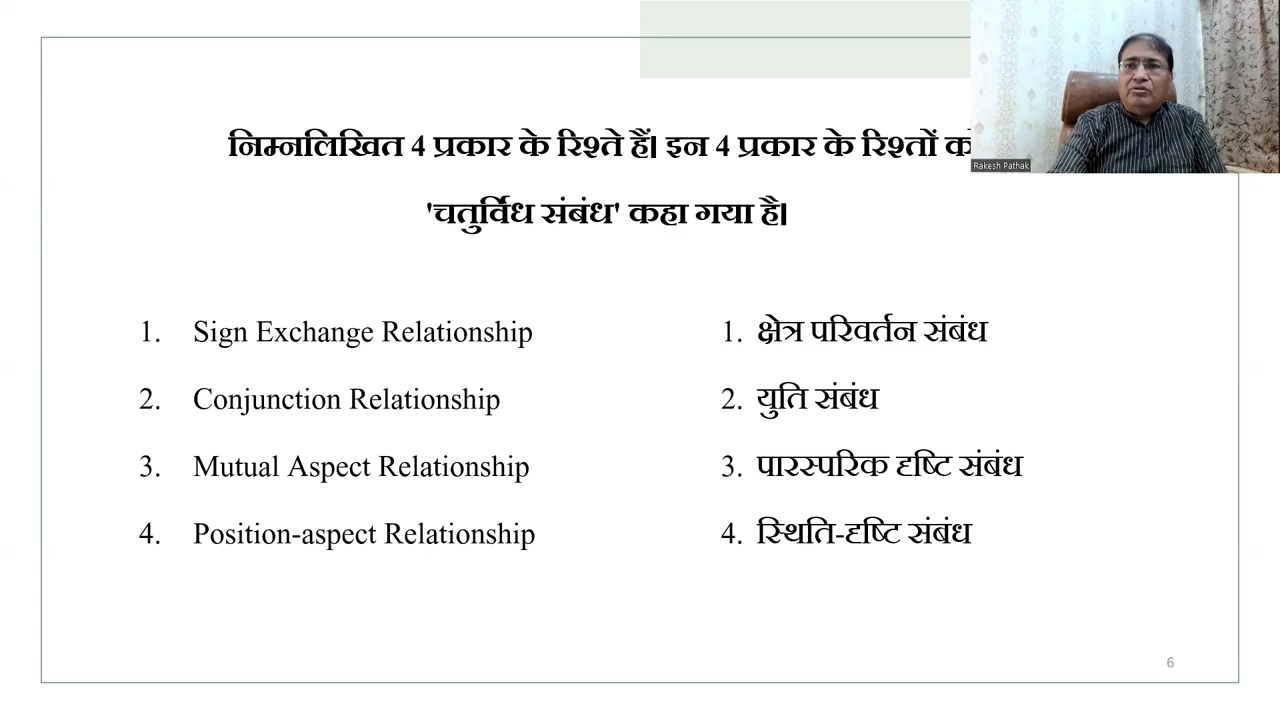 निम्नलिखित 4 प्रकार के रिश्ते हैं। इन 4 प्रकार के रिश्तों
'चतुर्विध संबंध' कहा गया है।
1. Sign Exchange Relationship
2. Conjunction Relationship
3. Mutual Aspect Relationship
4. Position-aspect Relationship
1. क्षेत्र परिवर्तन संबंध
2. युति संबंध
3. पारस्परिक दृष्टि संबंध
4. स्थिति-दृष्टि संबंध
Rakesh Pathak
6